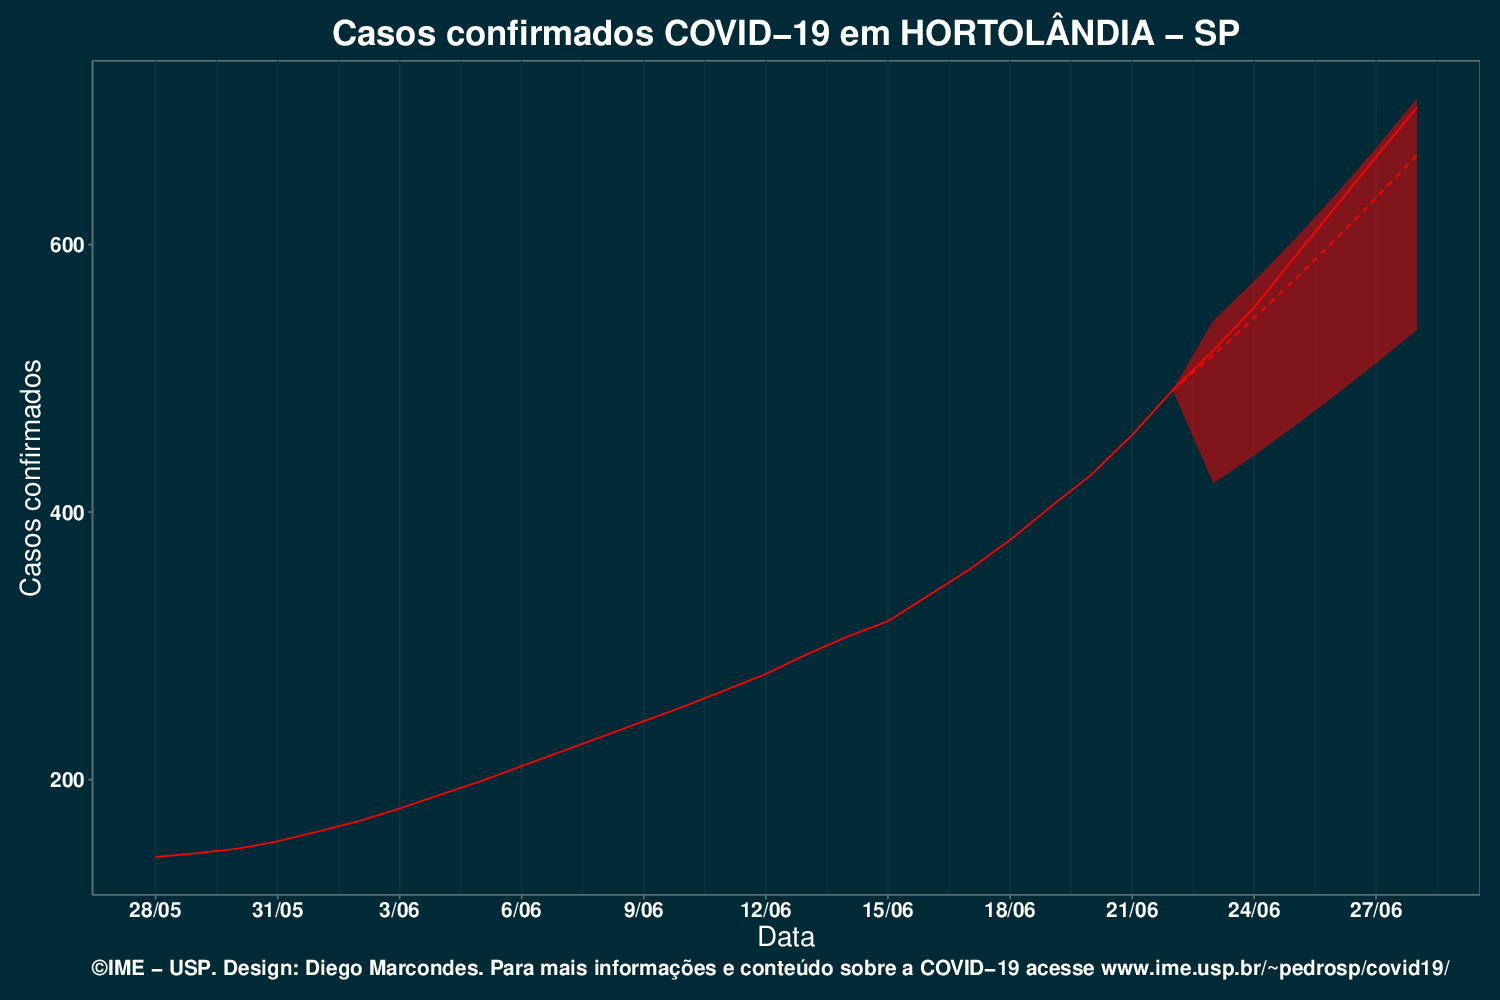 Casos confirmados COVID−19 em HORTOLÂNDIA − SP
Casos confirmados
600
400
200
28/05 31/05 3/06 6/06 9/06 12/06 15/06 18/06 21/06 24/06 27/06
Data
©IME − USP. Design: Diego Marcondes. Para mais informações e conteúdo sobre a COVID−19 acesse www.ime.usp.br/~pedrosp/covid19/